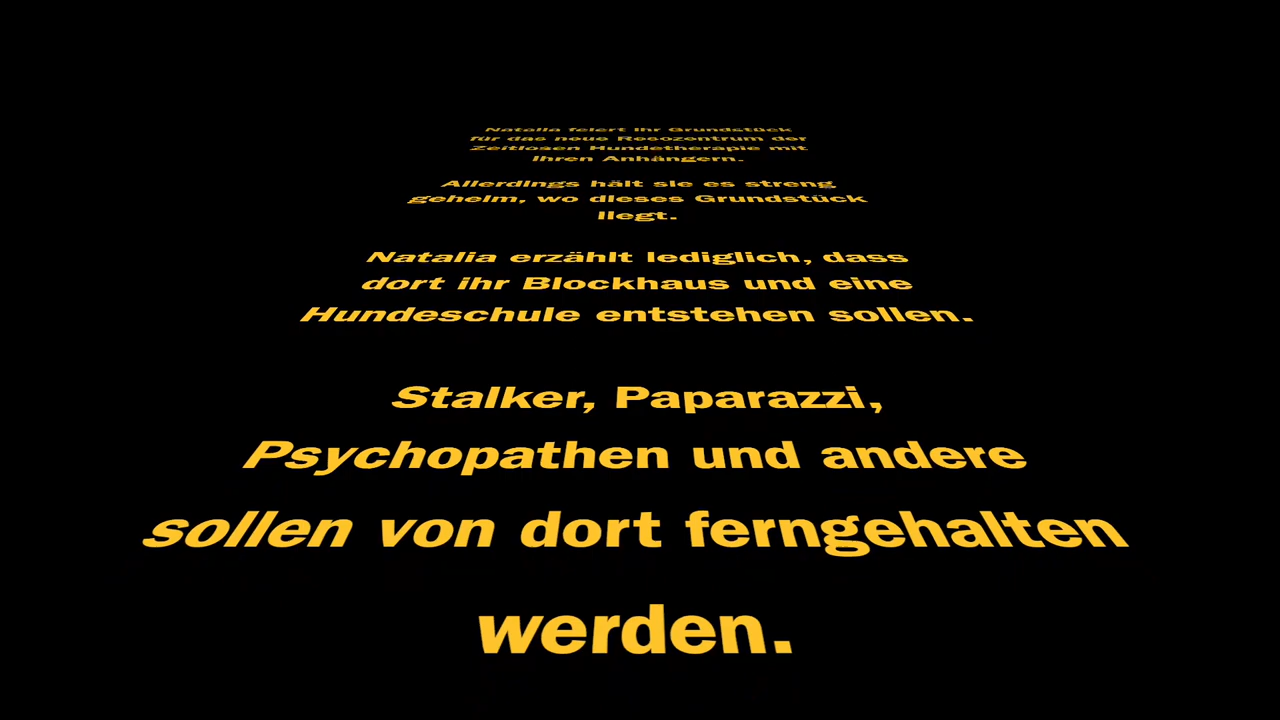 Natalia feiert ihr Grundstück
für das neue Resozentrum der
Zeitlosen Hundetherapie mit
ihren Anhängern.
Allerdings hält sie es streng
geheim, wo dieses Grundstück
liegt.
Natalia erzählt lediglich, dass
dort ihr Blockhaus und eine
Hundeschule entstehen sollen.
Stalker, Paparazzi,
Psychopathen und andere
sollen von dort ferngehalten
werden.